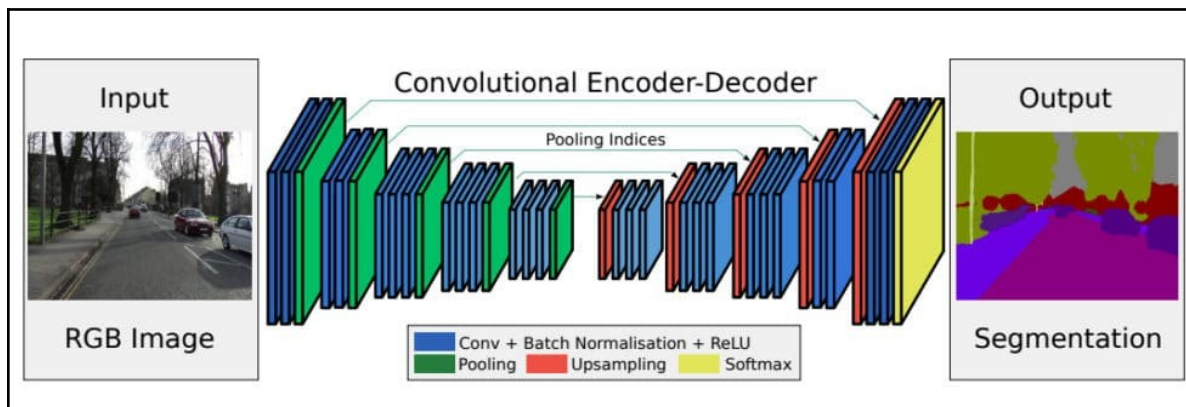 Input
RGB Image
Convolutional Encoder-Decoder
Pooling Indices
Conv + Batch Normalisation + ReLU
Pooling Upsampling Softmax
Output
Segmentation